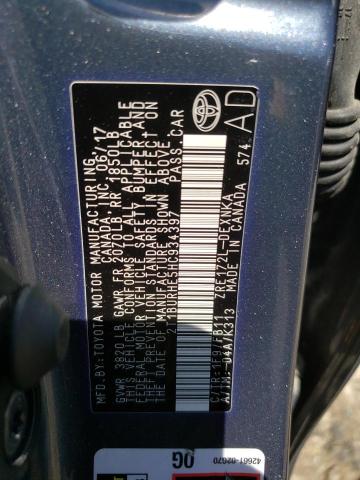 MFD.BY:TOYOTA MOTOR MANUFACTURING
CANADA,INC. 06/17
GVWR 3820 LB GAWR FR 2070LB RR 1850LB
THIS VEHICLE CONFORMS TO ALL APPLICABLE
FEDERAL VEHICLE SAFETY, BUMPER, AND
THEFT PREVENTION STANDARDS IN EFFECT ON
THE DATE OF MANUFACTURE SHOWN ABOVE.
2T1BURHE5HC934397 PASS.CAR
C/TR:1F9/FB11 ZRE172L-DEXNKA
A/TM:-04A/K313 MADE IN CANADA
574
AD
42661-02G70
0G